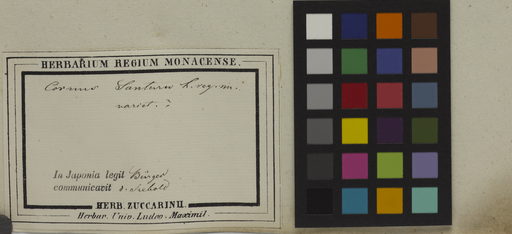 HERBARIUM REGIUM MONACENSE.
Cornus
variet. ?
In Japonia legit Bürger
communicavit v. Siebold
HERB. ZUCCARINII.
Herbar. Univ. Ludov. Maximil.